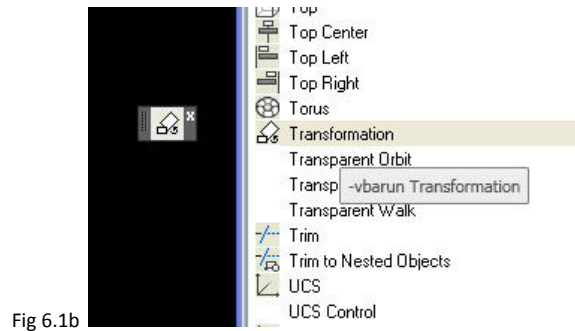 Top
Top Center
Top Left
Top Right
Torus
Transformation
Transparent Orbit
Transp
-vbarun Transformation
Transparent Walk
Trim
Trim to Nested Objects
UCS
UCS Control
Fig 6.1b